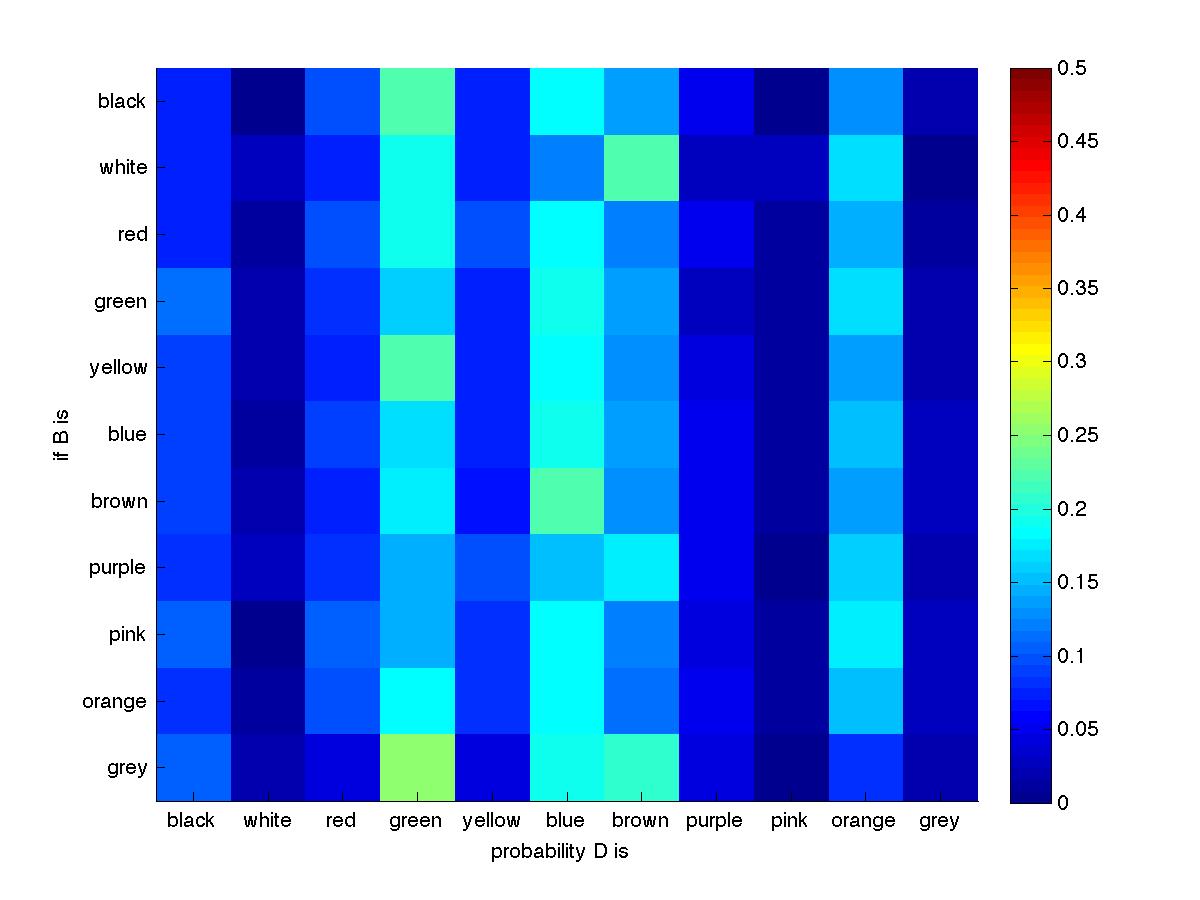 black
white
red
green
yellow
blue
brown
purple
pink
orange
grey
if B is
black white red green yellow blue brown purple pink orange grey
probability D is
0.5
0.45
0.4
0.35
0.3
0.25
0.2
0.15
0.1
0.05
0